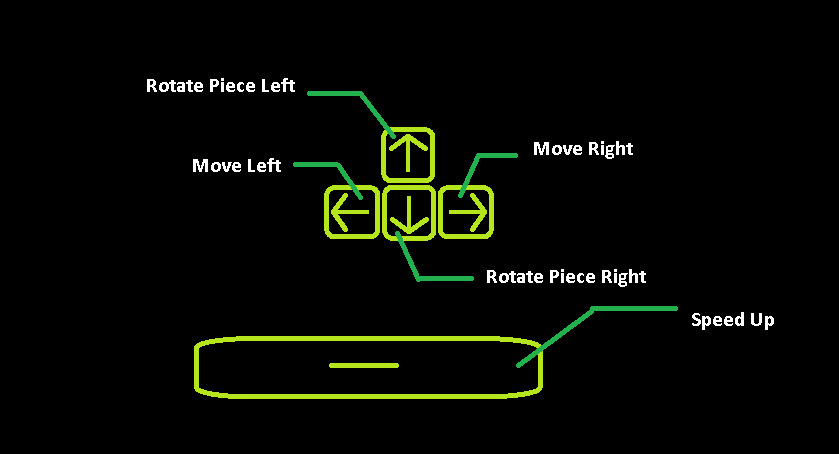 Rotate Piece Left
Move Right
Move Left
Rotate Piece Right
Speed Up